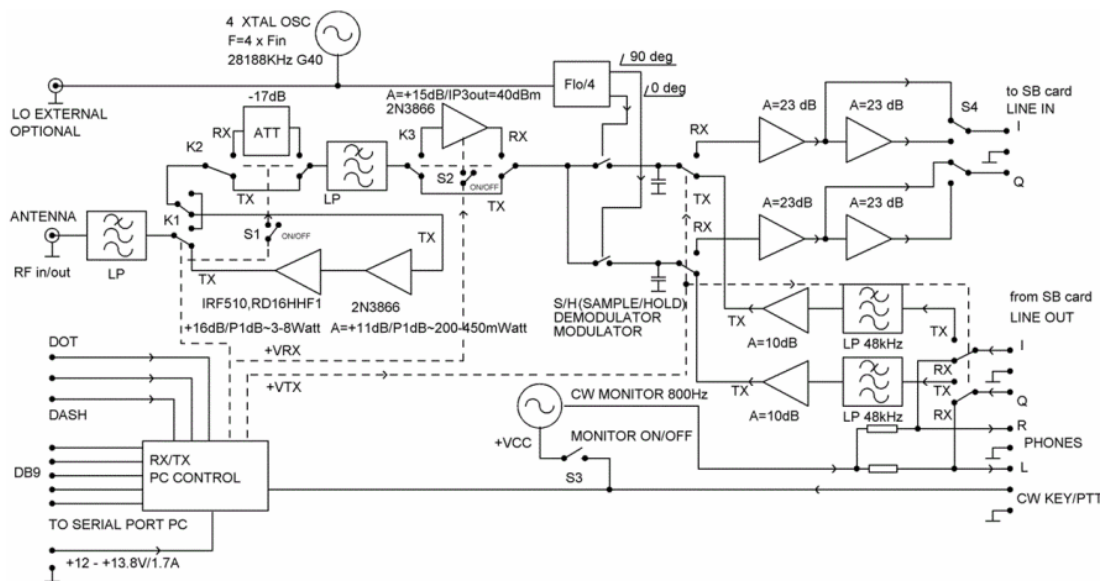 4 XTAL OSC
F=4 x Fin
28188KHz G40
90 deg
0 deg
Flo/4
LO EXTERNAL
OPTIONAL
-17dB
ATT
RX
K2
TX
LP
A=+15dB/IP3out=40dBm
2N3866
K3
RX
S2
ON/OFF
TX
RX
A=23 dB
A=23 dB
S4
to SB card
LINE IN
I
Q
TX
RX
A=23dB
A=23 dB
ANTENNA
RF in/out
LP
K1
S1
ON/OFF
TX
TX
IRF510,RD16HHF1
2N3866
+16dB/P1dB~3-8Watt
A=+11dB/P1dB~200-450mWatt
S/H(SAMPLE/HOLD)
DEMODULATOR
MODULATOR
TX
A=10dB
LP 48kHz
TX
from SB card
LINE OUT
I
RX
TX
A=10dB
LP 48kHz
TX
RX
Q
+VRX
+VTX
DOT
DASH
CW MONITOR 800Hz
+VCC
MONITOR ON/OFF
S3
R
PHONES
L
CW KEY/PTT
DB9
RX/TX
PC CONTROL
TO SERIAL PORT PC
+12 - +13.8V/1.7A